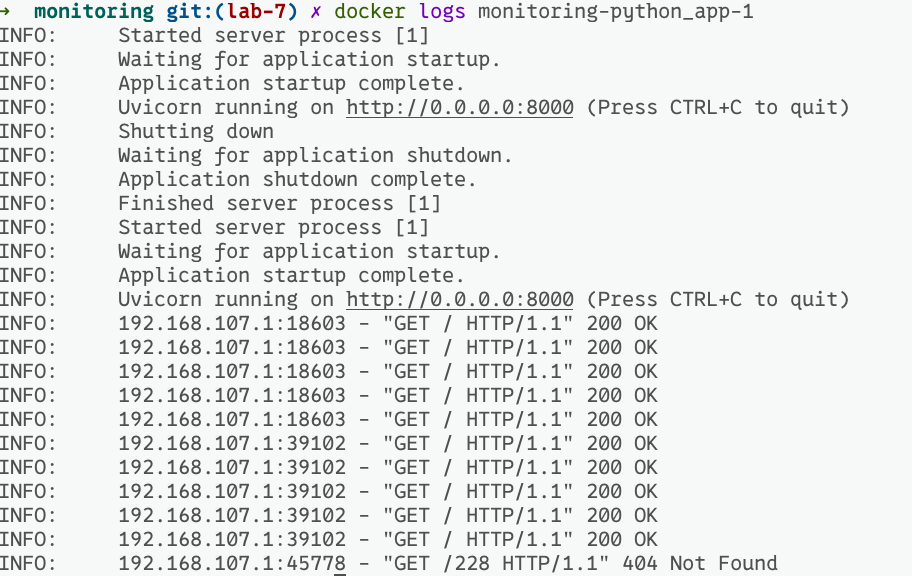 → monitoring git:(lab-7) ✗ docker logs monitoring-python_app-1
INFO: Started server process [1]
INFO: Waiting for application startup.
INFO: Application startup complete.
INFO: Uvicorn running on http://0.0.0.0:8000 (Press CTRL+C to quit)
INFO: Shutting down
INFO: Waiting for application shutdown.
INFO: Application shutdown complete.
INFO: Finished server process [1]
INFO: Started server process [1]
INFO: Waiting for application startup.
INFO: Application startup complete.
INFO: Uvicorn running on http://0.0.0.0:8000 (Press CTRL+C to quit)
INFO: 192.168.107.1:18603 - "GET / HTTP/1.1" 200 OK
INFO: 192.168.107.1:18603 - "GET / HTTP/1.1" 200 OK
INFO: 192.168.107.1:18603 - "GET / HTTP/1.1" 200 OK
INFO: 192.168.107.1:18603 - "GET / HTTP/1.1" 200 OK
INFO: 192.168.107.1:18603 - "GET / HTTP/1.1" 200 OK
INFO: 192.168.107.1:39102 - "GET / HTTP/1.1" 200 OK
INFO: 192.168.107.1:39102 - "GET / HTTP/1.1" 200 OK
INFO: 192.168.107.1:39102 - "GET / HTTP/1.1" 200 OK
INFO: 192.168.107.1:39102 - "GET / HTTP/1.1" 200 OK
INFO: 192.168.107.1:39102 - "GET / HTTP/1.1" 200 OK
INFO: 192.168.107.1:45778 - "GET /228 HTTP/1.1" 404 Not Found